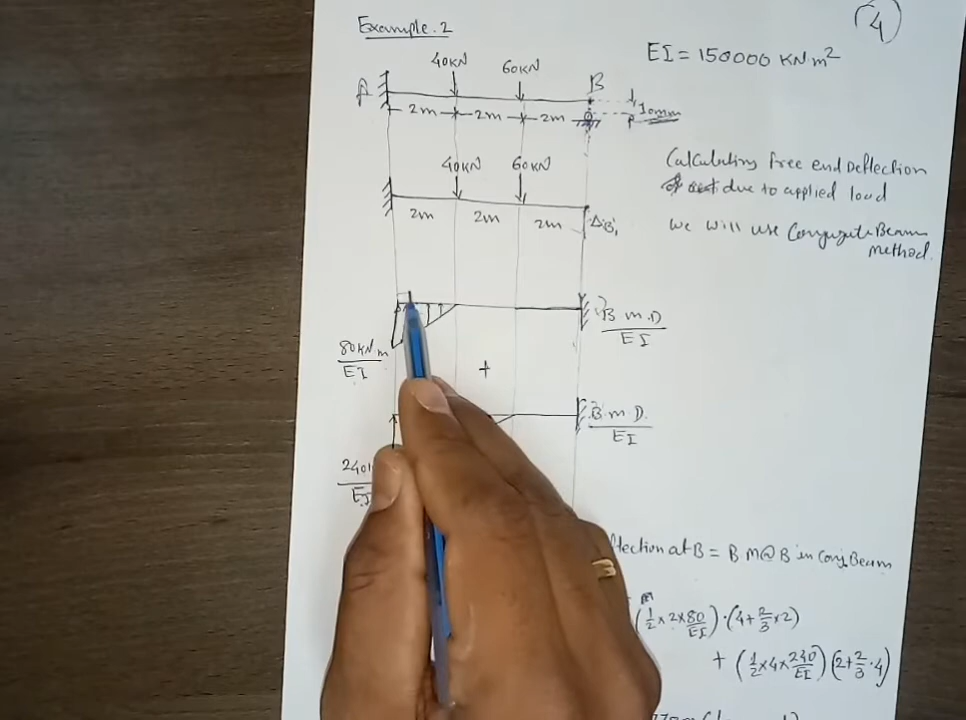 4
Example. 2
EI = 150000 KN·m²
40KN 60KN B
A
2m 2m 2m 10mm
40KN 60KN
2m 2m 2m ΔB₁
Calculating free end Deflection
due to applied load
We will use Conjugate Beam
method.
B M.D
EI
80KN.m
EI
+
B.M.D.
EI
240
EI
flection at B = BM@B in Conj. Beam
(1/2 × 2 × 80/EI)·(4+2/3×2)
+ (1/2×4×240/EI)(2+2/3·4)